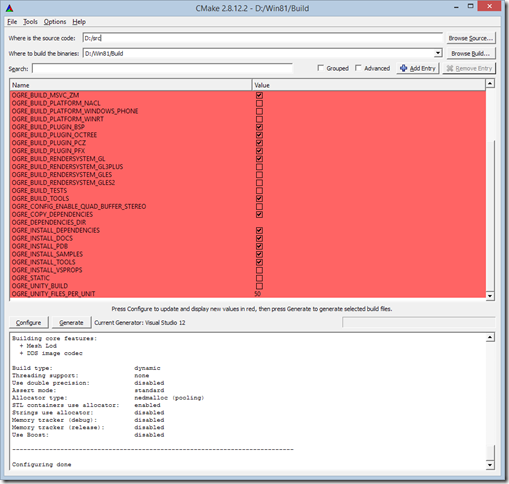 CMake 2.8.12.2 - D:/Win81/Build
File Tools Options Help
Where is the source code: D:/src Browse Source...
Where to build the binaries: D:/Win81/Build Browse Build...
Search: Grouped Advanced Add Entry Remove Entry
Name Value
OGRE_BUILD_MSVC_ZM
OGRE_BUILD_PLATFORM_NACL
OGRE_BUILD_PLATFORM_WINDOWS_PHONE
OGRE_BUILD_PLATFORM_WINRT
OGRE_BUILD_PLUGIN_BSP
OGRE_BUILD_PLUGIN_OCTREE
OGRE_BUILD_PLUGIN_PCZ
OGRE_BUILD_PLUGIN_PFX
OGRE_BUILD_RENDERSYSTEM_GL
OGRE_BUILD_RENDERSYSTEM_GL3PLUS
OGRE_BUILD_RENDERSYSTEM_GLES
OGRE_BUILD_RENDERSYSTEM_GLES2
OGRE_BUILD_TESTS
OGRE_BUILD_TOOLS
OGRE_CONFIG_ENABLE_QUAD_BUFFER_STEREO
OGRE_COPY_DEPENDENCIES
OGRE_DEPENDENCIES_DIR
OGRE_INSTALL_DEPENDENCIES
OGRE_INSTALL_DOCS
OGRE_INSTALL_PDB
OGRE_INSTALL_SAMPLES
OGRE_INSTALL_TOOLS
OGRE_INSTALL_VSPROPS
OGRE_STATIC
OGRE_UNITY_BUILD
OGRE_UNITY_FILES_PER_UNIT 50
Press Configure to update and display new values in red, then press Generate to generate selected build files.
Configure Generate Current Generator: Visual Studio 12
Building core features:
+ Mesh Lod
+ DDS image codec
Build type: dynamic
Threading support: none
Use double precision: disabled
Assert mode: standard
Allocator type: nedmalloc (pooling)
STL containers use allocator: enabled
Strings use allocator: disabled
Memory tracker (debug): disabled
Memory tracker (release): disabled
Use Boost: disabled
----------------------------------------------------------------------------
Configuring done